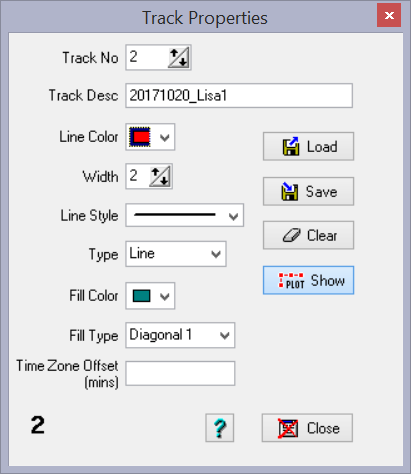 Track Properties
Track No 2
Track Desc 20171020_Lisa1
Line Color
Load
Width 2
Save
Line Style
Clear
Type Line
PLOT Show
Fill Color
Fill Type Diagonal 1
Time Zone Offset
(mins)
2
?
Close